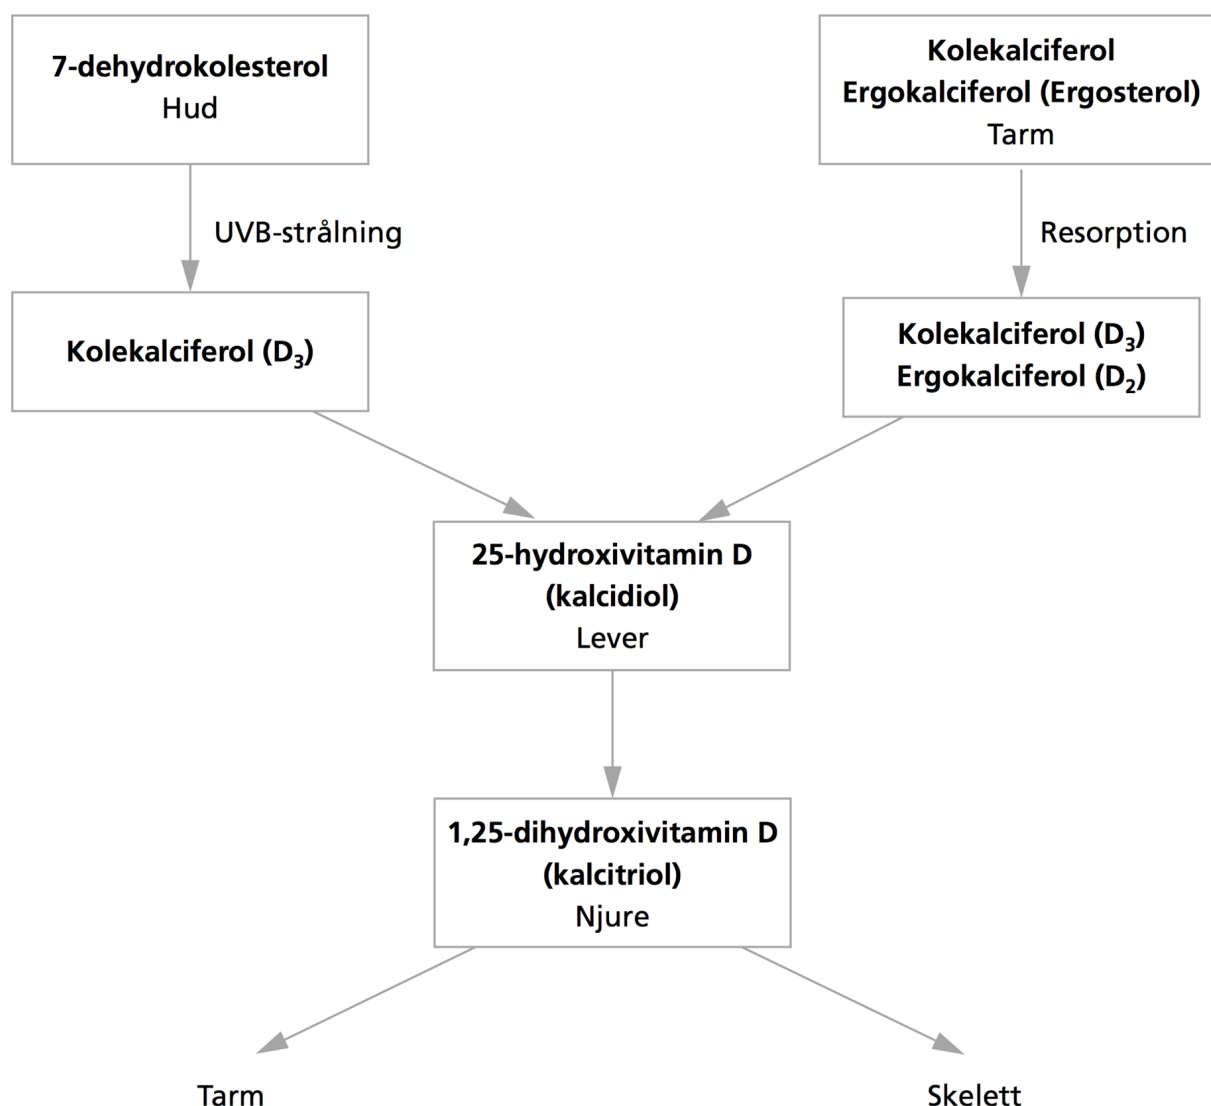 7-dehydrokolesterol
Hud
Kolekalciferol
Ergokalciferol (Ergosterol)
Tarm
UVB-strålning
Resorption
Kolekalciferol (D₃)
Kolekalciferol (D₃)
Ergokalciferol (D₂)
25-hydroxivitamin D
(kalcidiol)
Lever
1,25-dihydroxivitamin D
(kalcitriol)
Njure
Tarm
Skelett